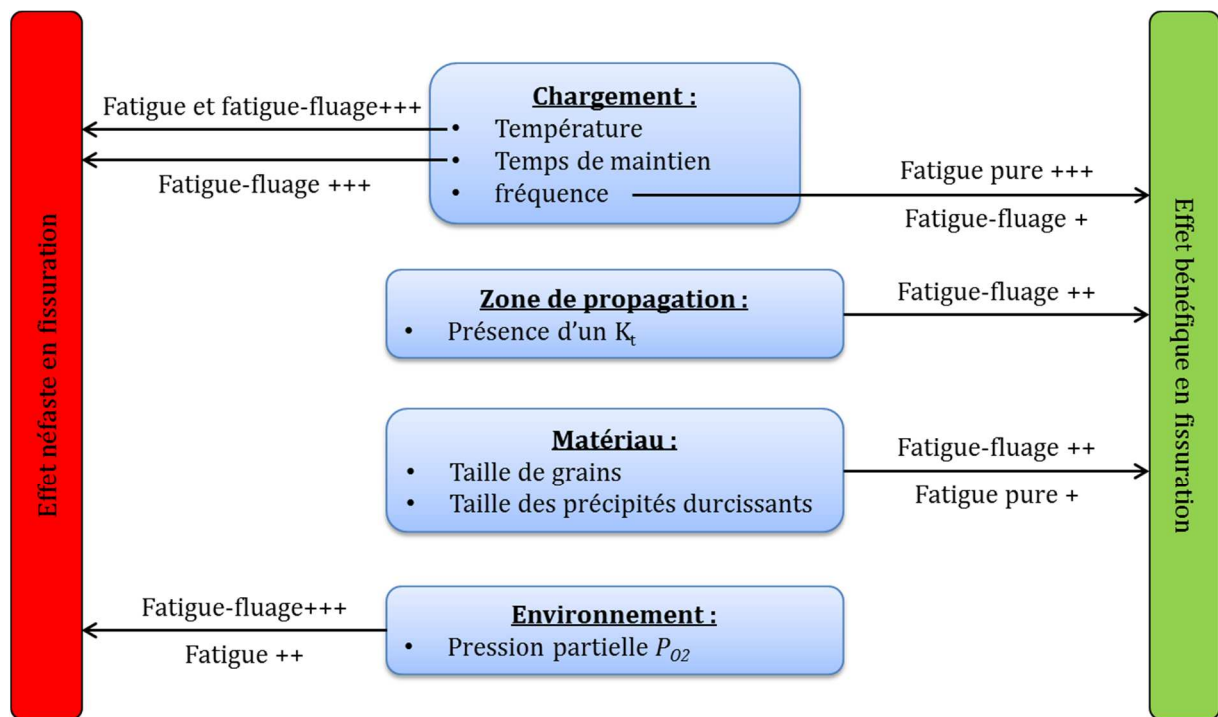 Effet néfaste en fissuration
Chargement :
• Température
• Temps de maintien
• fréquence
Fatigue et fatigue-fluage+++
Fatigue-fluage +++
Fatigue pure +++
Fatigue-fluage +
Zone de propagation :
• Présence d'un Kt
Fatigue-fluage ++
Matériau :
• Taille de grains
• Taille des précipités durcissants
Fatigue-fluage ++
Fatigue pure +
Environnement :
• Pression partielle PO2
Fatigue-fluage+++
Fatigue ++
Effet bénéfique en fissuration